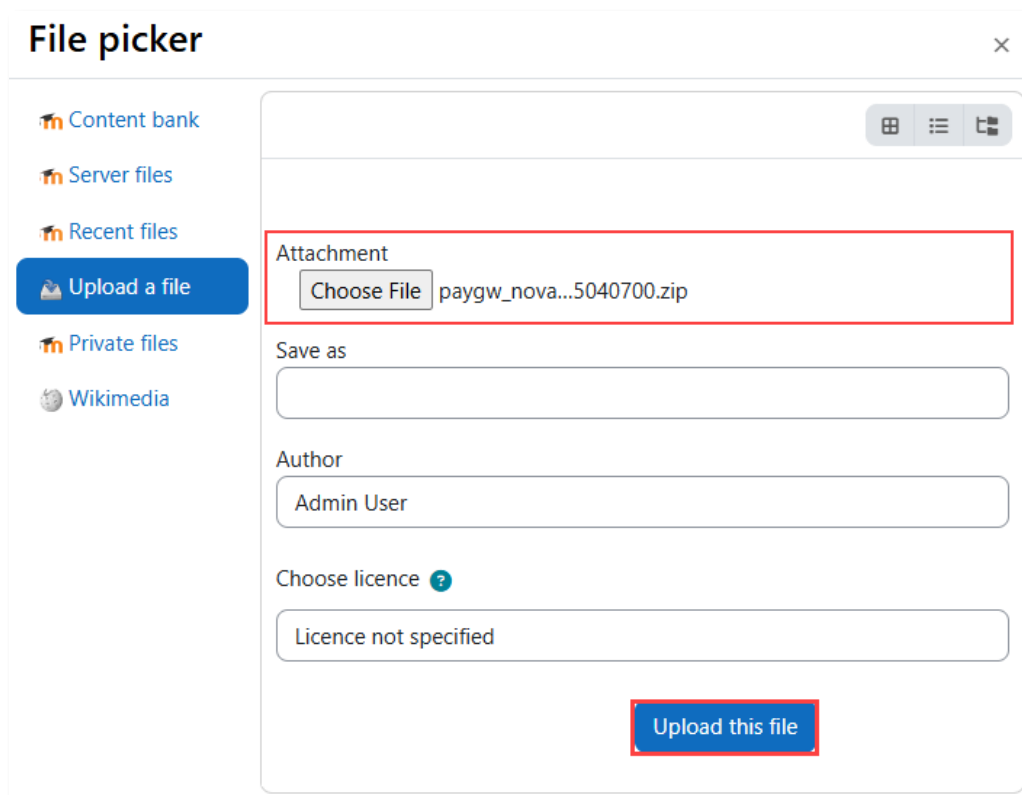 File picker
×
Content bank
Server files
Recent files
Upload a file
Private files
Wikimedia
Attachment
Choose File paygw_nova...5040700.zip
Save as
Author
Admin User
Choose licence ?
Licence not specified
Upload this file